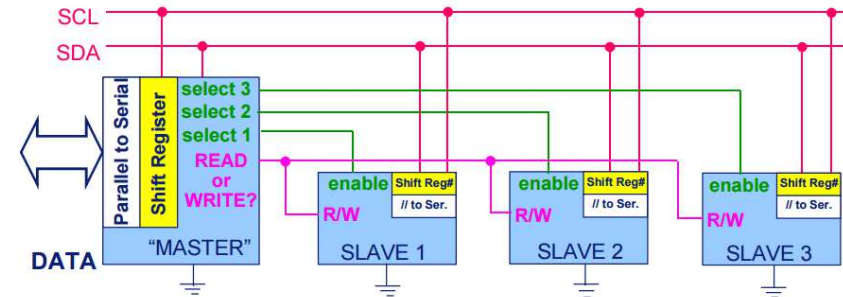 SCL
SDA
Parallel to Serial
Shift Register
select 3
select 2
select 1
READ
or
WRITE?
"MASTER"
DATA
enable
Shift Reg#
// to Ser.
R/W
SLAVE 1
enable
Shift Reg#
// to Ser.
R/W
SLAVE 2
enable
Shift Reg#
// to Ser.
R/W
SLAVE 3